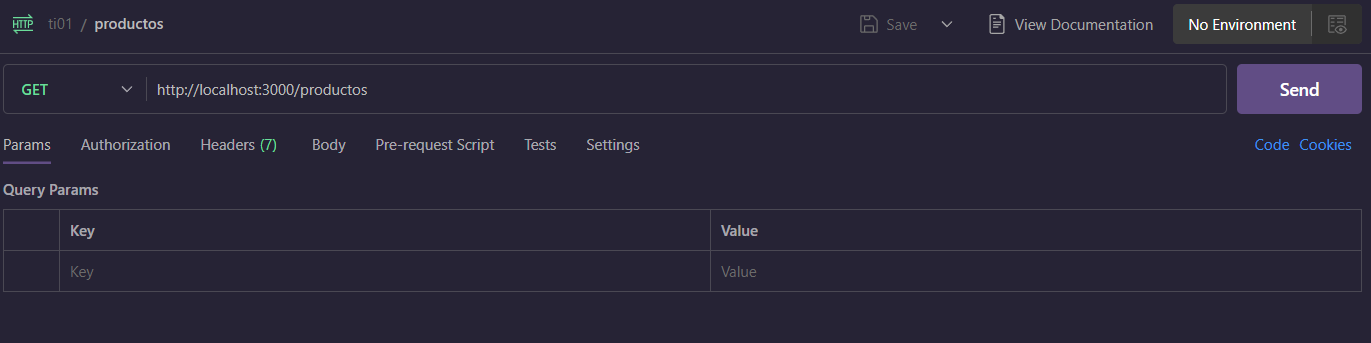 HTTP ti01 / productos Save View Documentation No Environment
GET http://localhost:3000/productos Send
Params Authorization Headers (7) Body Pre-request Script Tests Settings Code Cookies
Query Params
Key Value
Key Value